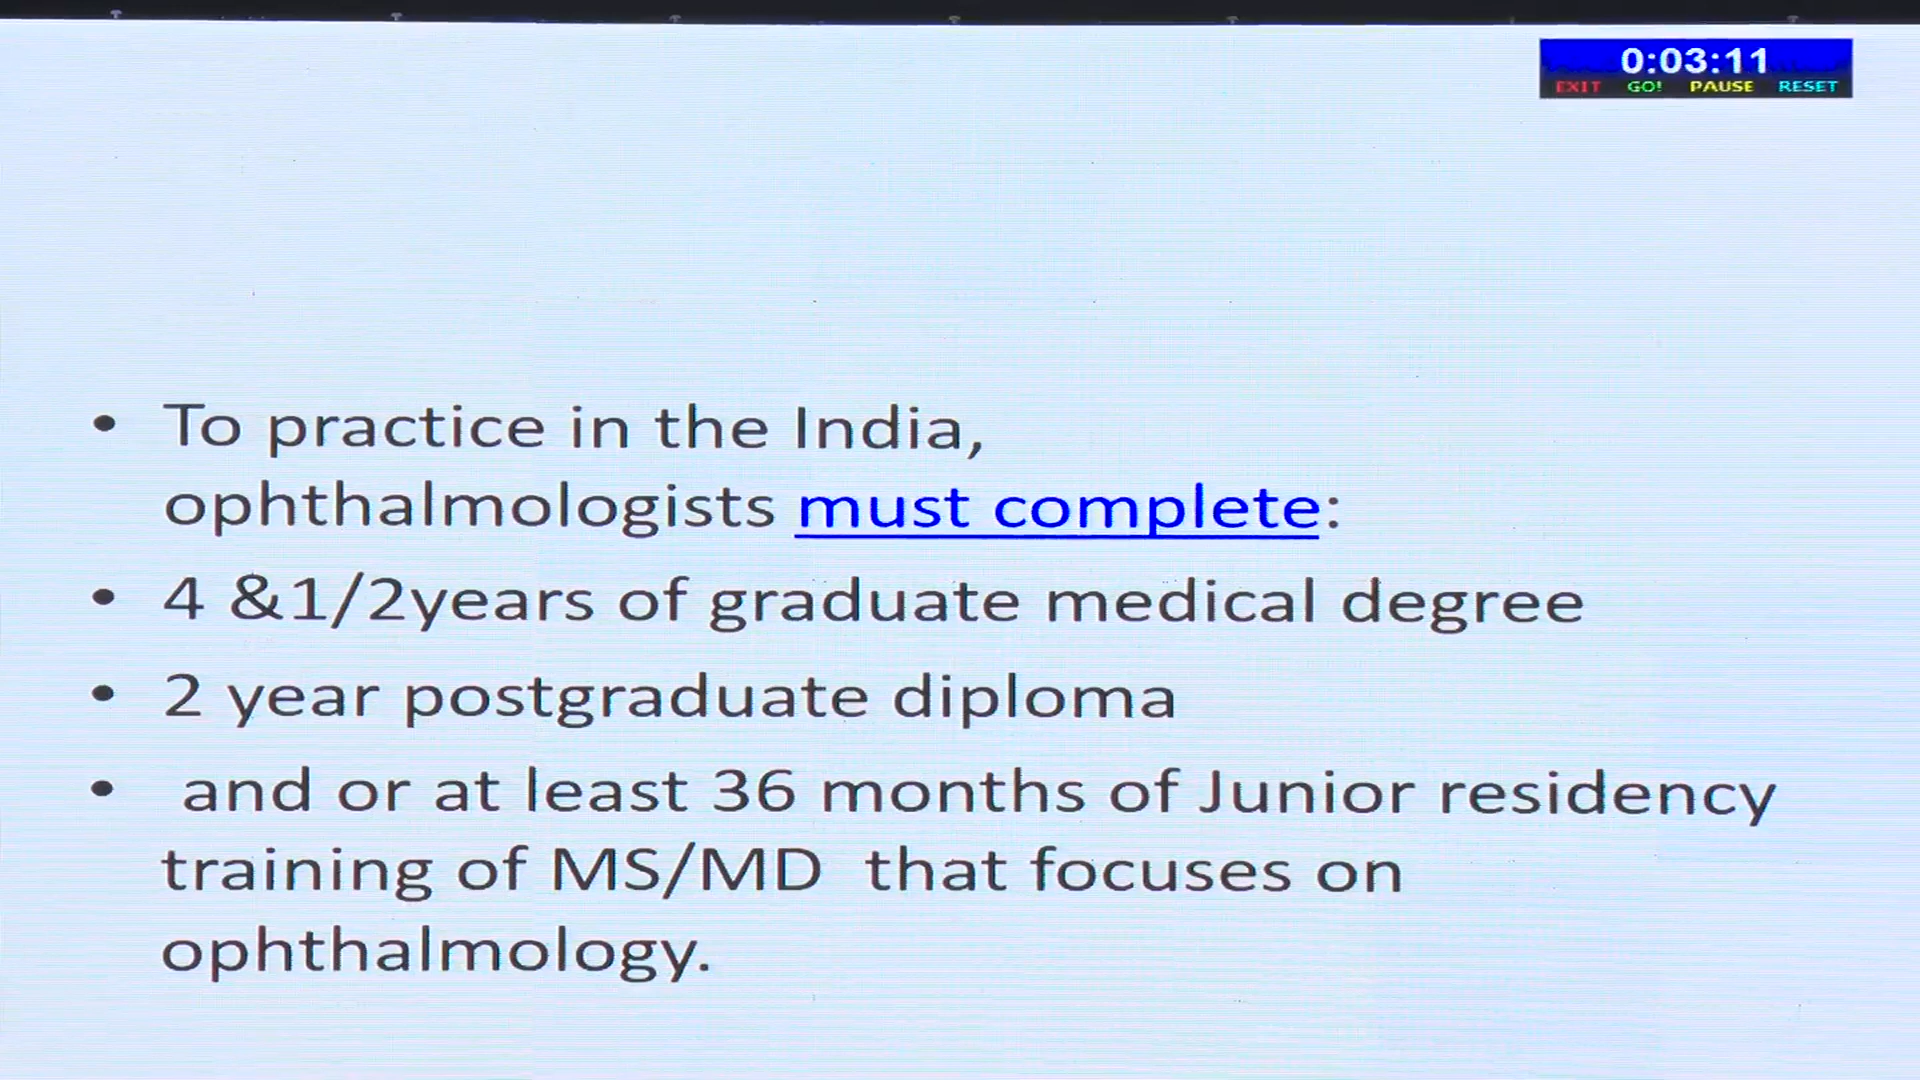 0:03:11
EXIT GO! PAUSE RESET
• To practice in the India,
ophthalmologists must complete:
• 4 &1/2years of graduate medical degree
• 2 year postgraduate diploma
• and or at least 36 months of Junior residency
training of MS/MD that focuses on
ophthalmology.